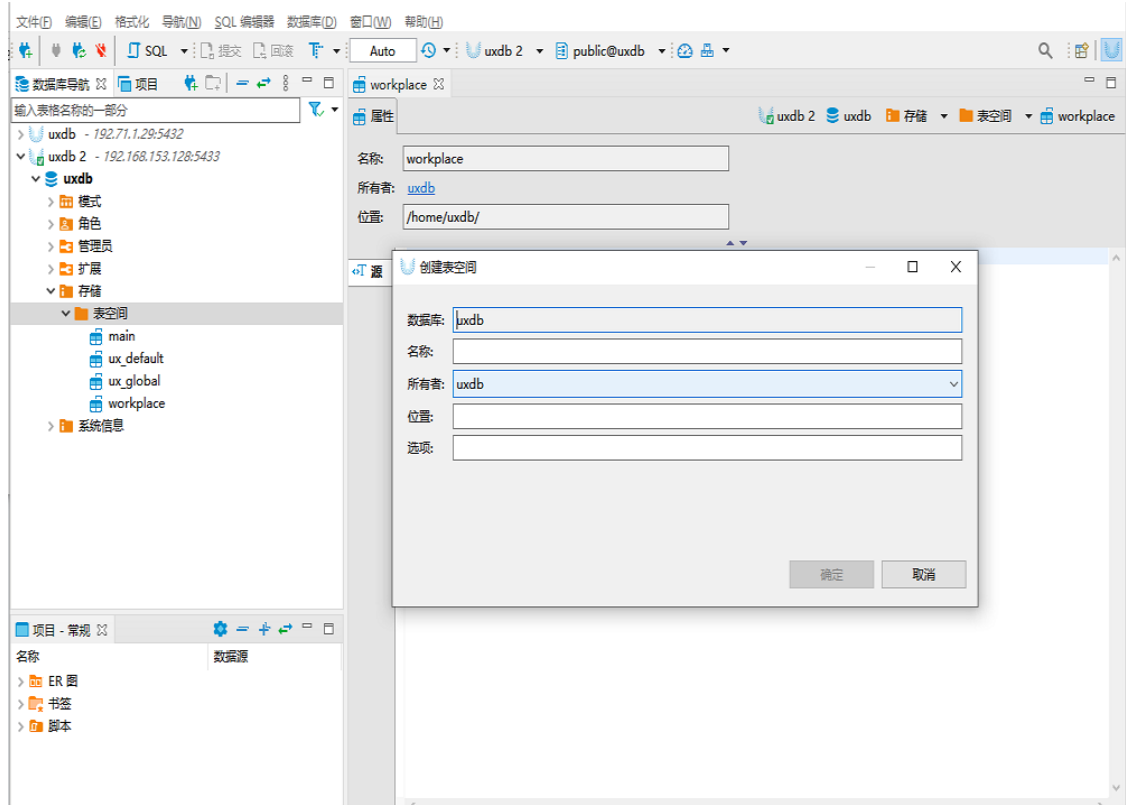 文件(F) 编辑(E) 格式化 导航(N) SQL 编辑器 数据库(D) 窗口(W) 帮助(H)
SQL 提交 回滚 T Auto uxdb 2 public@uxdb
数据库导航 项目
输入表格名称的一部分
uxdb - 192.71.1.29:5432
uxdb 2 - 192.168.153.128:5433
uxdb
模式
角色
管理员
扩展
存储
表空间
main
ux_default
ux_global
workplace
系统信息
workplace
属性
uxdb 2 uxdb 存储 表空间 workplace
名称: workplace
所有者: uxdb
位置: /home/uxdb/
源
创建表空间
数据库: uxdb
名称:
所有者: uxdb
位置:
选项:
确定 取消
项目 - 常规
名称 数据源
ER 图
书签
脚本